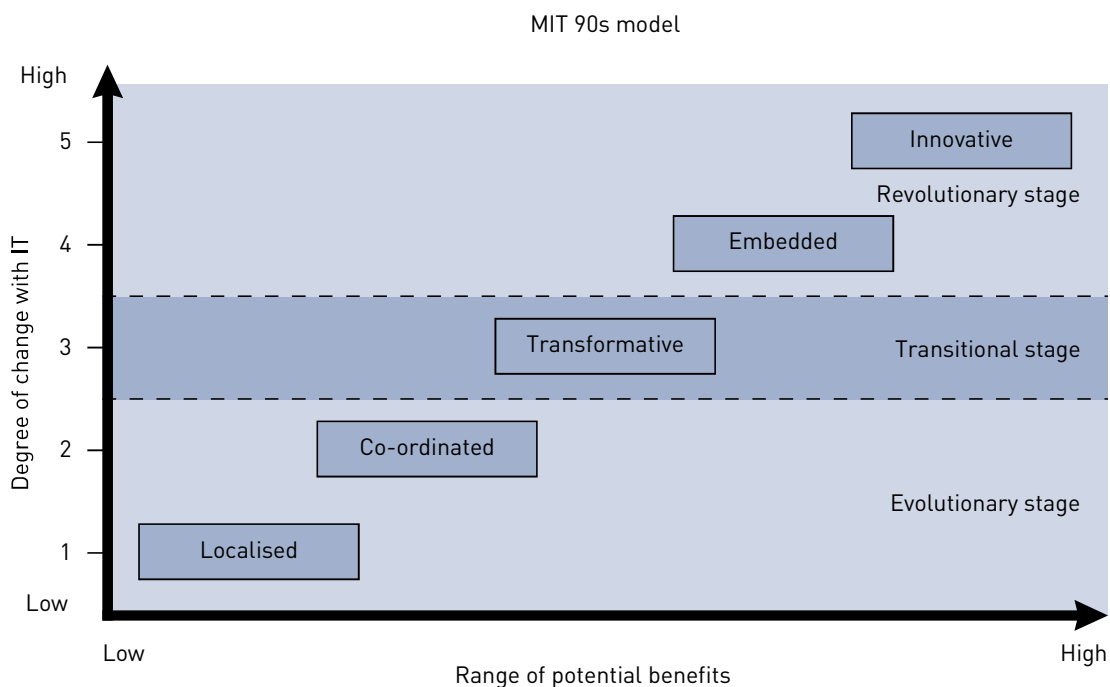 MIT 90s model
High
5
Innovative
Revolutionary stage
4
Embedded
Degree of change with IT
3
Transformative
Transitional stage
2
Co-ordinated
Evolutionary stage
1
Localised
Low
Low
High
Range of potential benefits